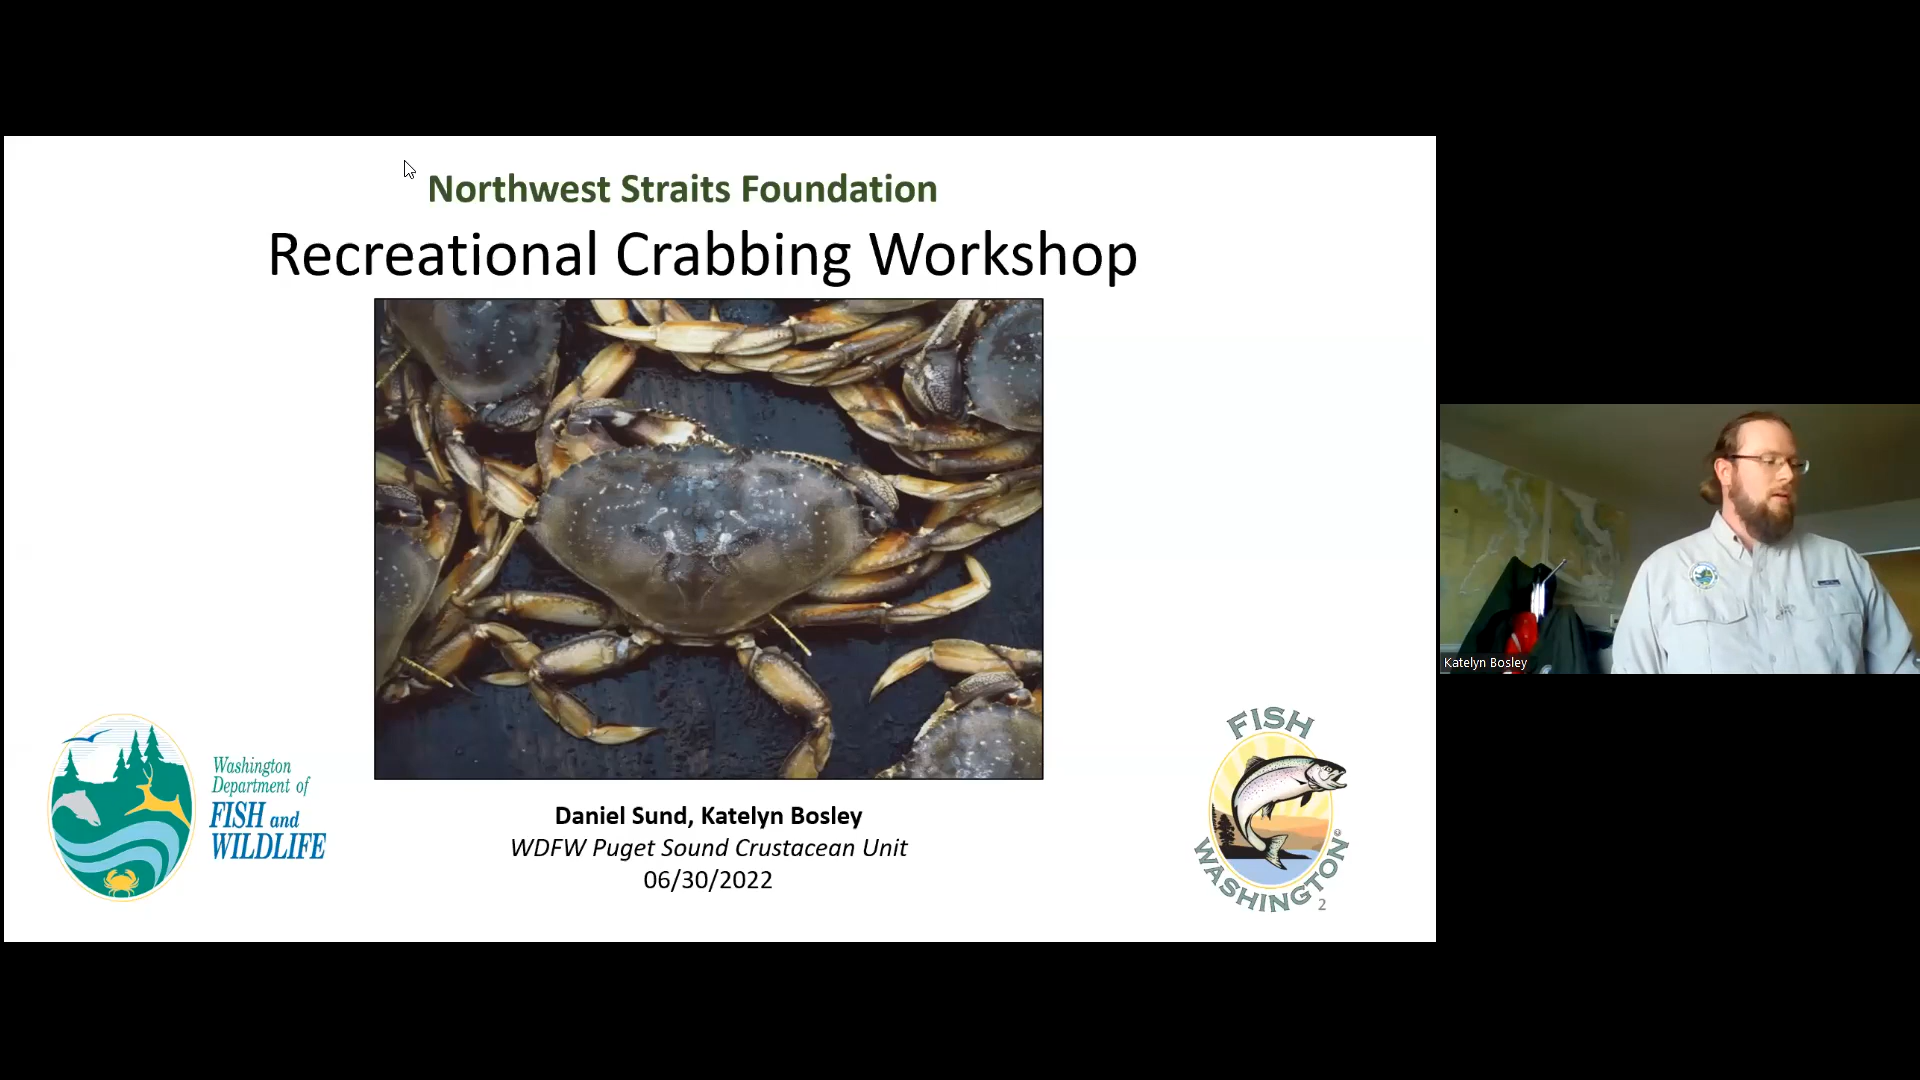 Northwest Straits Foundation
Recreational Crabbing Workshop
Washington
Department of
FISH and
WILDLIFE
Daniel Sund, Katelyn Bosley
WDFW Puget Sound Crustacean Unit
06/30/2022
FISH
WASHINGTON
©
2
Katelyn Bosley